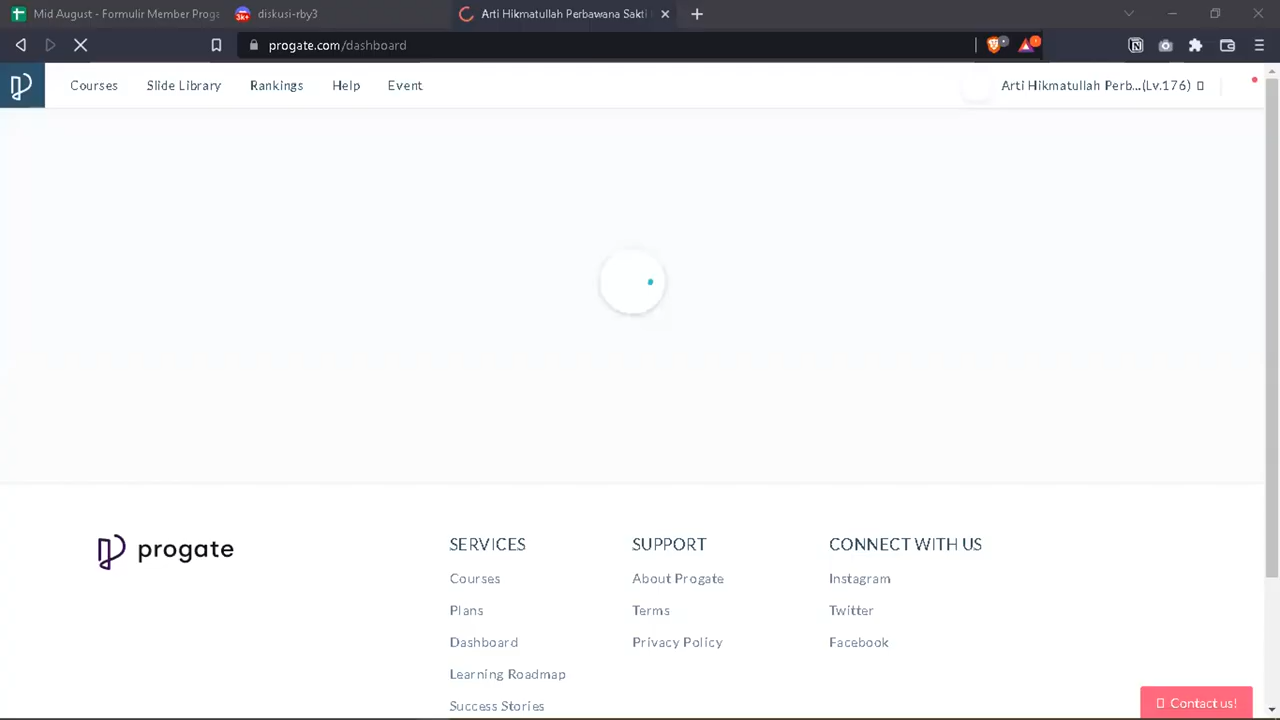 Mid August - Formulir Member Proga
3K+ diskusi-rby3
Arti Hikmatullah Perbawana Sakti
progate.com/dashboard
Courses Slide Library Rankings Help Event Arti Hikmatullah Perb...(Lv.176)
progate
SERVICES SUPPORT CONNECT WITH US
Courses About Progate Instagram
Plans Terms Twitter
Dashboard Privacy Policy Facebook
Learning Roadmap
Success Stories
Contact us!